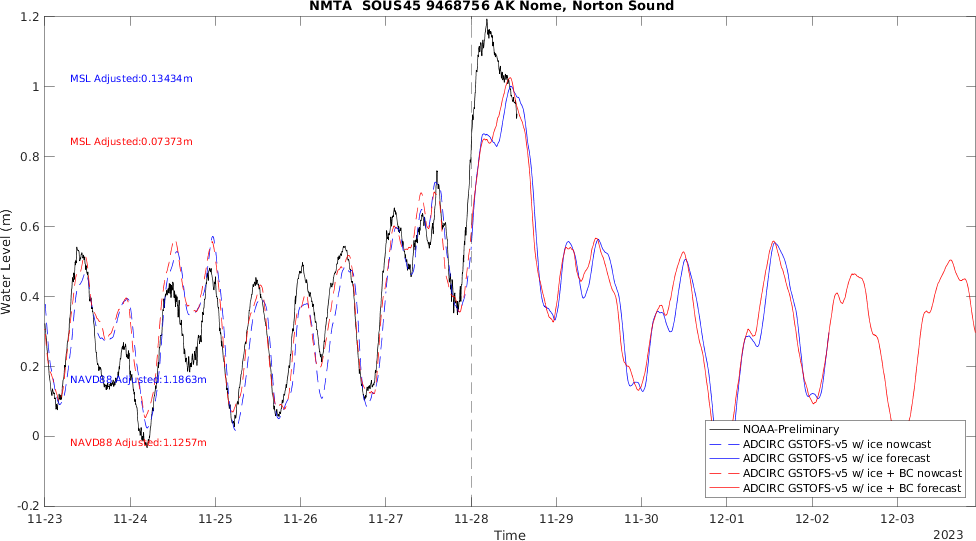 NMTA  SOUS45 9468756 AK Nome, Norton Sound
1.2
1
0.8
0.6
0.4
0.2
0
-0.2
Water Level (m)
MSL Adjusted:0.13434m
MSL Adjusted:0.07373m
NAVD88 Adjusted:1.1863m
NAVD88 Adjusted:1.1257m
NOAA-Preliminary
ADCIRC GSTOFS-v5 w/ ice nowcast
ADCIRC GSTOFS-v5 w/ ice forecast
ADCIRC GSTOFS-v5 w/ ice + BC nowcast
ADCIRC GSTOFS-v5 w/ ice + BC forecast
11-23 11-24 11-25 11-26 11-27 11-28 11-29 11-30 12-01 12-02 12-03
Time
2023